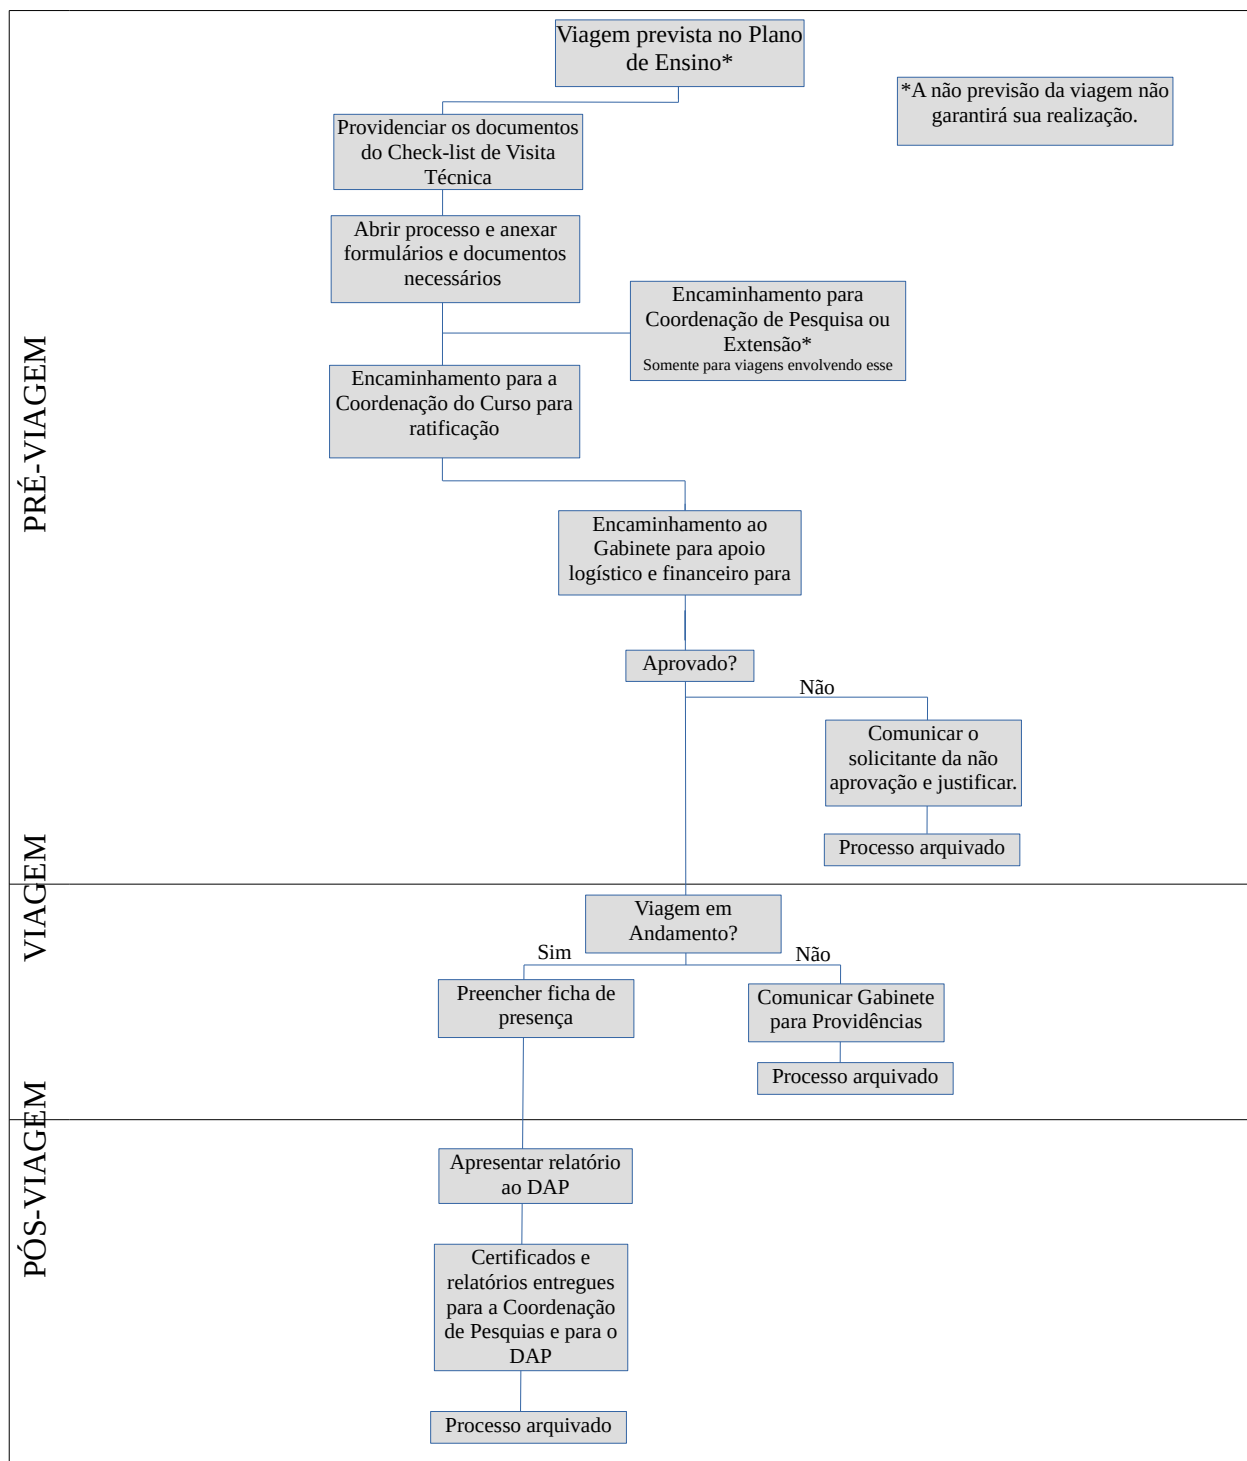 Viagem prevista no Plano
de Ensino*
*A não previsão da viagem não
garantirá sua realização.
Providenciar os documentos
do Check-list de Visita
Técnica
Abrir processo e anexar
formulários e documentos
necessários
Encaminhamento para
Coordenação de Pesquisa ou
Extensão*
Somente para viagens envolvendo esse
Encaminhamento para a
Coordenação do Curso para
ratificação
PRÉ-VIAGEM
Encaminhamento ao
Gabinete para apoio
logístico e financeiro para
Aprovado?
Não
Comunicar o
solicitante da não
aprovação e justificar.
Processo arquivado
VIAGEM
Viagem em
Andamento?
Sim
Não
Preencher ficha de
presença
Comunicar Gabinete
para Providências
Processo arquivado
PÓS-VIAGEM
Apresentar relatório
ao DAP
Certificados e
relatórios entregues
para a Coordenação
de Pesquias e para o
DAP
Processo arquivado